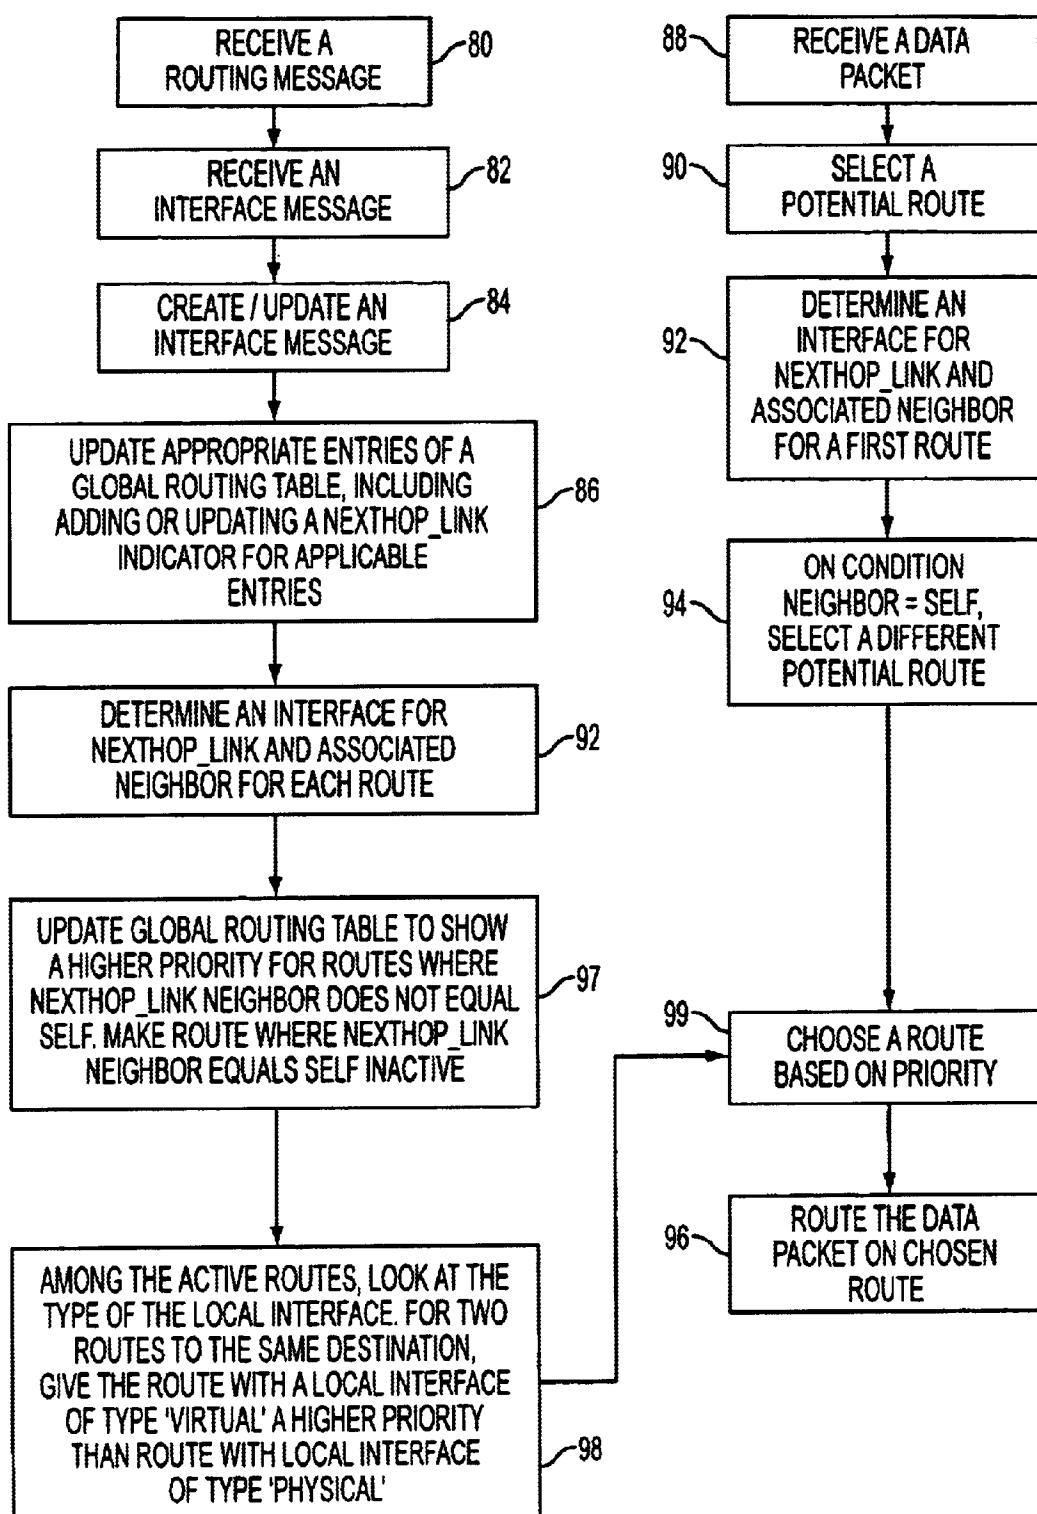 RECEIVE A
ROUTING MESSAGE
80
RECEIVE AN
INTERFACE MESSAGE
82
CREATE / UPDATE AN
INTERFACE MESSAGE
84
UPDATE APPROPRIATE ENTRIES OF A
GLOBAL ROUTING TABLE, INCLUDING
ADDING OR UPDATING A NEXTHOP_LINK
INDICATOR FOR APPLICABLE
ENTRIES
86
DETERMINE AN INTERFACE FOR
NEXTHOP_LINK AND ASSOCIATED
NEIGHBOR FOR EACH ROUTE
92
UPDATE GLOBAL ROUTING TABLE TO SHOW
A HIGHER PRIORITY FOR ROUTES WHERE
NEXTHOP_LINK NEIGHBOR DOES NOT EQUAL
SELF. MAKE ROUTE WHERE NEXTHOP_LINK
NEIGHBOR EQUALS SELF INACTIVE
97
AMONG THE ACTIVE ROUTES, LOOK AT THE
TYPE OF THE LOCAL INTERFACE. FOR TWO
ROUTES TO THE SAME DESTINATION,
GIVE THE ROUTE WITH A LOCAL INTERFACE
OF TYPE 'VIRTUAL' A HIGHER PRIORITY
THAN ROUTE WITH LOCAL INTERFACE
OF TYPE 'PHYSICAL'
98
88
RECEIVE A DATA
PACKET
90
SELECT A
POTENTIAL ROUTE
92
DETERMINE AN
INTERFACE FOR
NEXTHOP_LINK AND
ASSOCIATED NEIGHBOR
FOR A FIRST ROUTE
94
ON CONDITION
NEIGHBOR = SELF,
SELECT A DIFFERENT
POTENTIAL ROUTE
99
CHOOSE A ROUTE
BASED ON PRIORITY
96
ROUTE THE DATA
PACKET ON CHOSEN
ROUTE